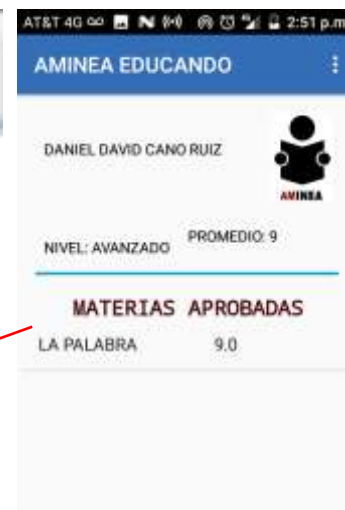 AT&T 4G 2:51 p.m
AMINEA EDUCANDO
DANIEL DAVID CANO RUIZ
AMINEA
NIVEL: AVANZADO PROMEDIO: 9
MATERIAS APROBADAS
LA PALABRA 9.0